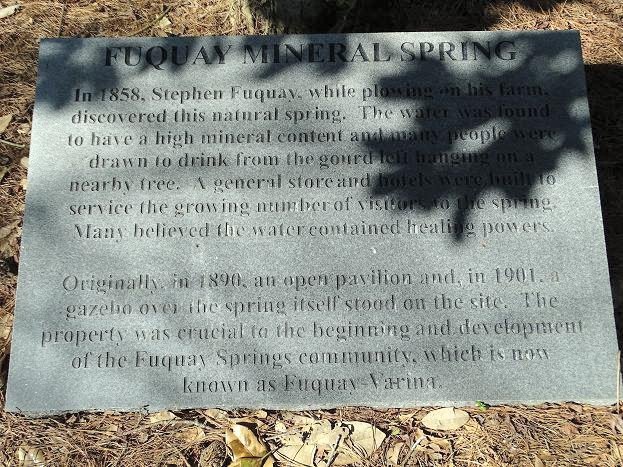 FUQUAY MINERAL SPRING
In 1858, Stephen Fuquay, while plowing on his farm,
discovered this natural spring. The water was found
to have a high mineral content and many people were
drawn to drink from the gourd left hanging on a
nearby tree. A general store and hotels were built to
service the growing number of visitors to the spring.
Many believed the water contained healing powers.
Originally, in 1890, an open pavilion and, in 1901, a
gazebo over the spring itself stood on the site. The
property was crucial to the beginning and development
of the Fuquay Springs community, which is now
known as Fuquay-Varina.